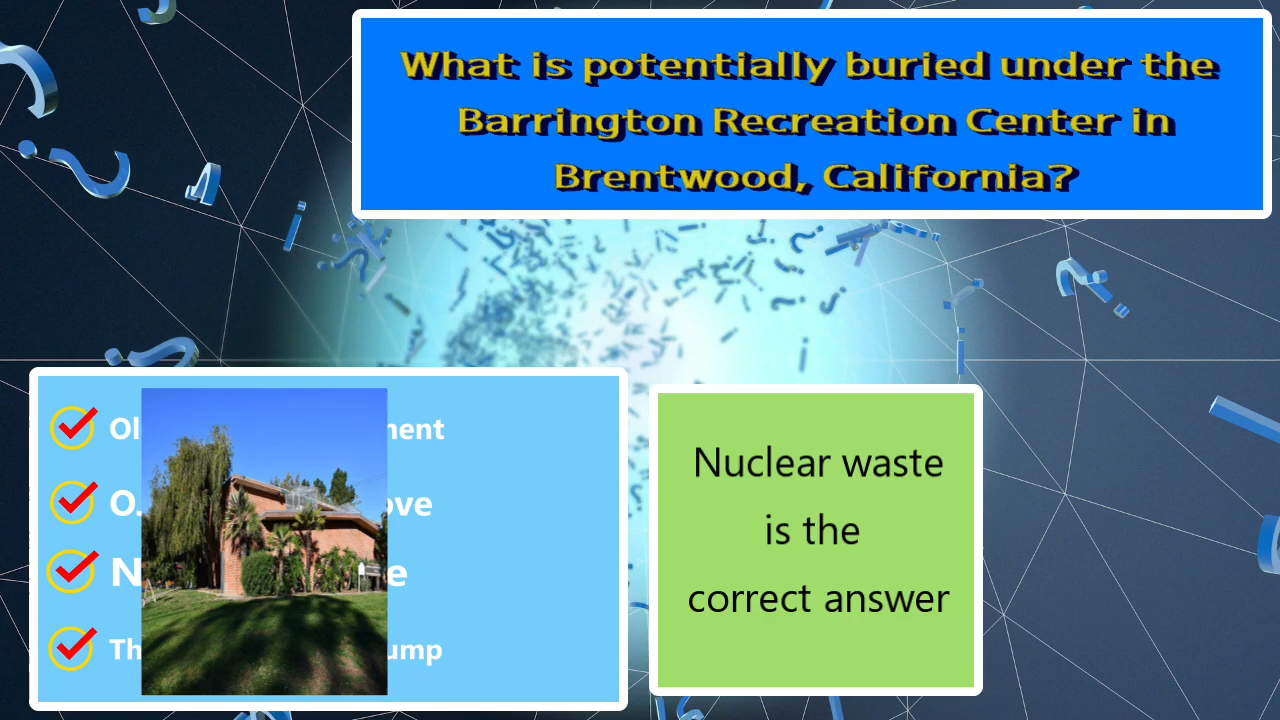 What is potentially buried under the
Barrington Recreation Center in
Brentwood, California?
Nuclear waste
is the
correct answer